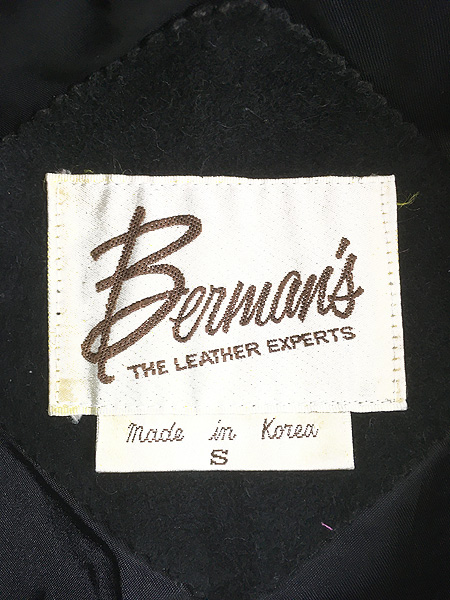 Berman's
THE LEATHER EXPERTS
made in Korea
S